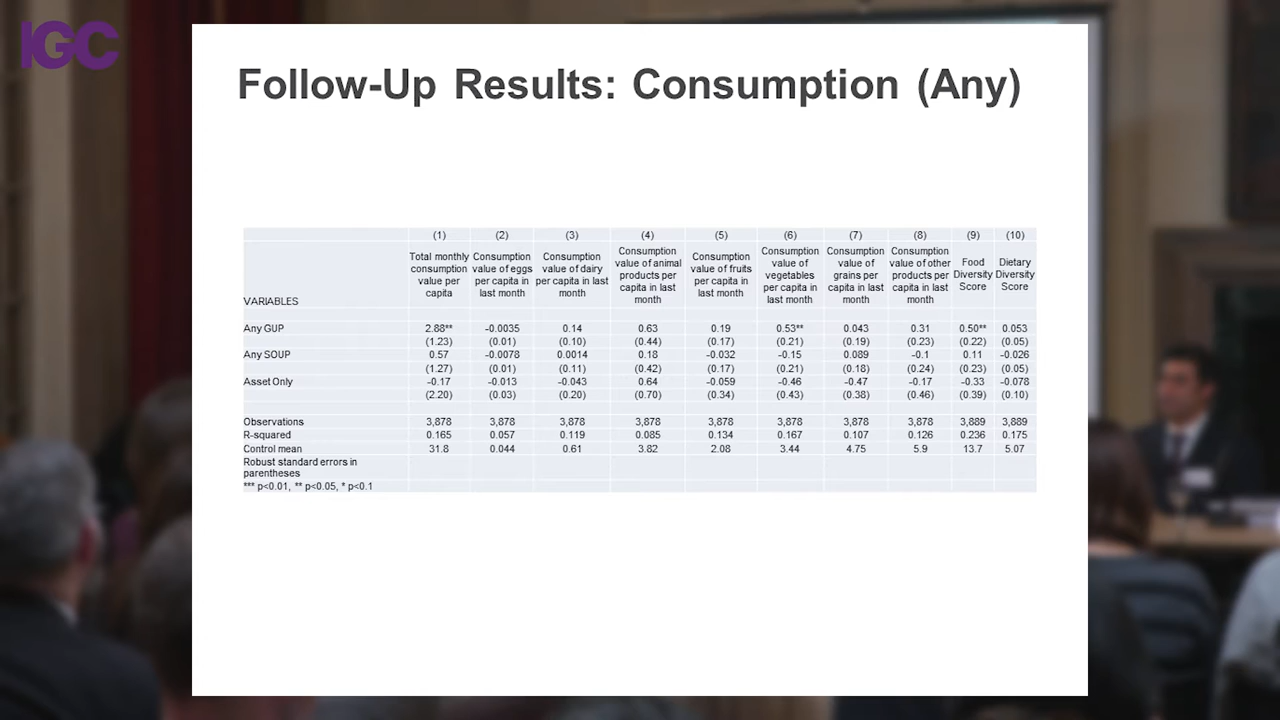 IGC
Follow-Up Results: Consumption (Any)
(1) (2) (3) (4) (5) (6) (7) (8) (9) (10)
VARIABLES Total monthly consumption value per capita Consumption value of eggs per capita in last month Consumption value of dairy per capita in last month Consumption value of animal products per capita in last month Consumption value of fruits per capita in last month Consumption value of vegetables per capita in last month Consumption value of grains per capita in last month Consumption value of other products per capita in last month Food Diversity Score Dietary Diversity Score
Any GUP 2.88** -0.0035 0.14 0.63 0.19 0.53** 0.043 0.31 0.50** 0.053
(1.23) (0.01) (0.10) (0.44) (0.17) (0.21) (0.19) (0.23) (0.22) (0.05)
Any SOUP 0.57 -0.0078 0.0014 0.18 -0.032 -0.15 0.089 -0.1 0.11 -0.026
(1.27) (0.01) (0.11) (0.42) (0.17) (0.21) (0.18) (0.24) (0.23) (0.05)
Asset Only -0.17 -0.013 -0.043 0.64 -0.059 -0.46 -0.47 -0.17 -0.33 -0.078
(2.20) (0.03) (0.20) (0.70) (0.34) (0.43) (0.38) (0.46) (0.39) (0.10)
Observations 3,878 3,878 3,878 3,878 3,878 3,878 3,878 3,878 3,889 3,889
R-squared 0.165 0.057 0.119 0.085 0.134 0.167 0.107 0.126 0.236 0.175
Control mean 31.8 0.044 0.61 3.82 2.08 3.44 4.75 5.9 13.7 5.07
Robust standard errors in
parentheses
*** p<0.01, ** p<0.05, * p<0.1